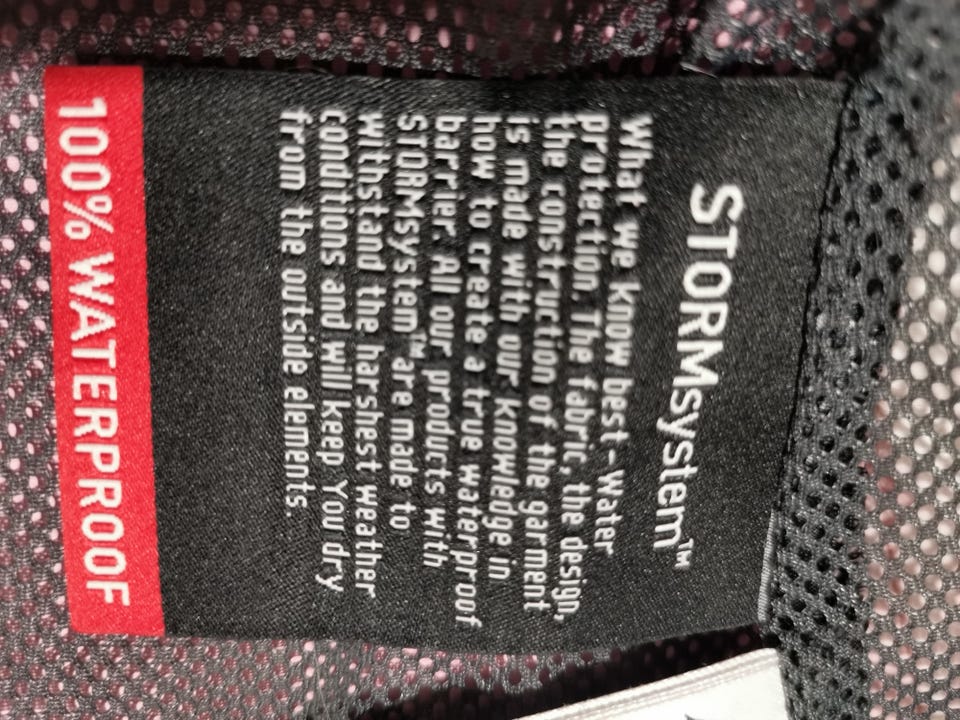 STORMsystem™
What we know best - Water
protection. The fabric, the design,
the construction of the garment
is made with our knowledge in
how to create a true waterproof
barrier. All our products with
STORMsystem™ are made to
withstand the harshest weather
conditions and will keep You dry
from the outside elements.
100% WATERPROOF